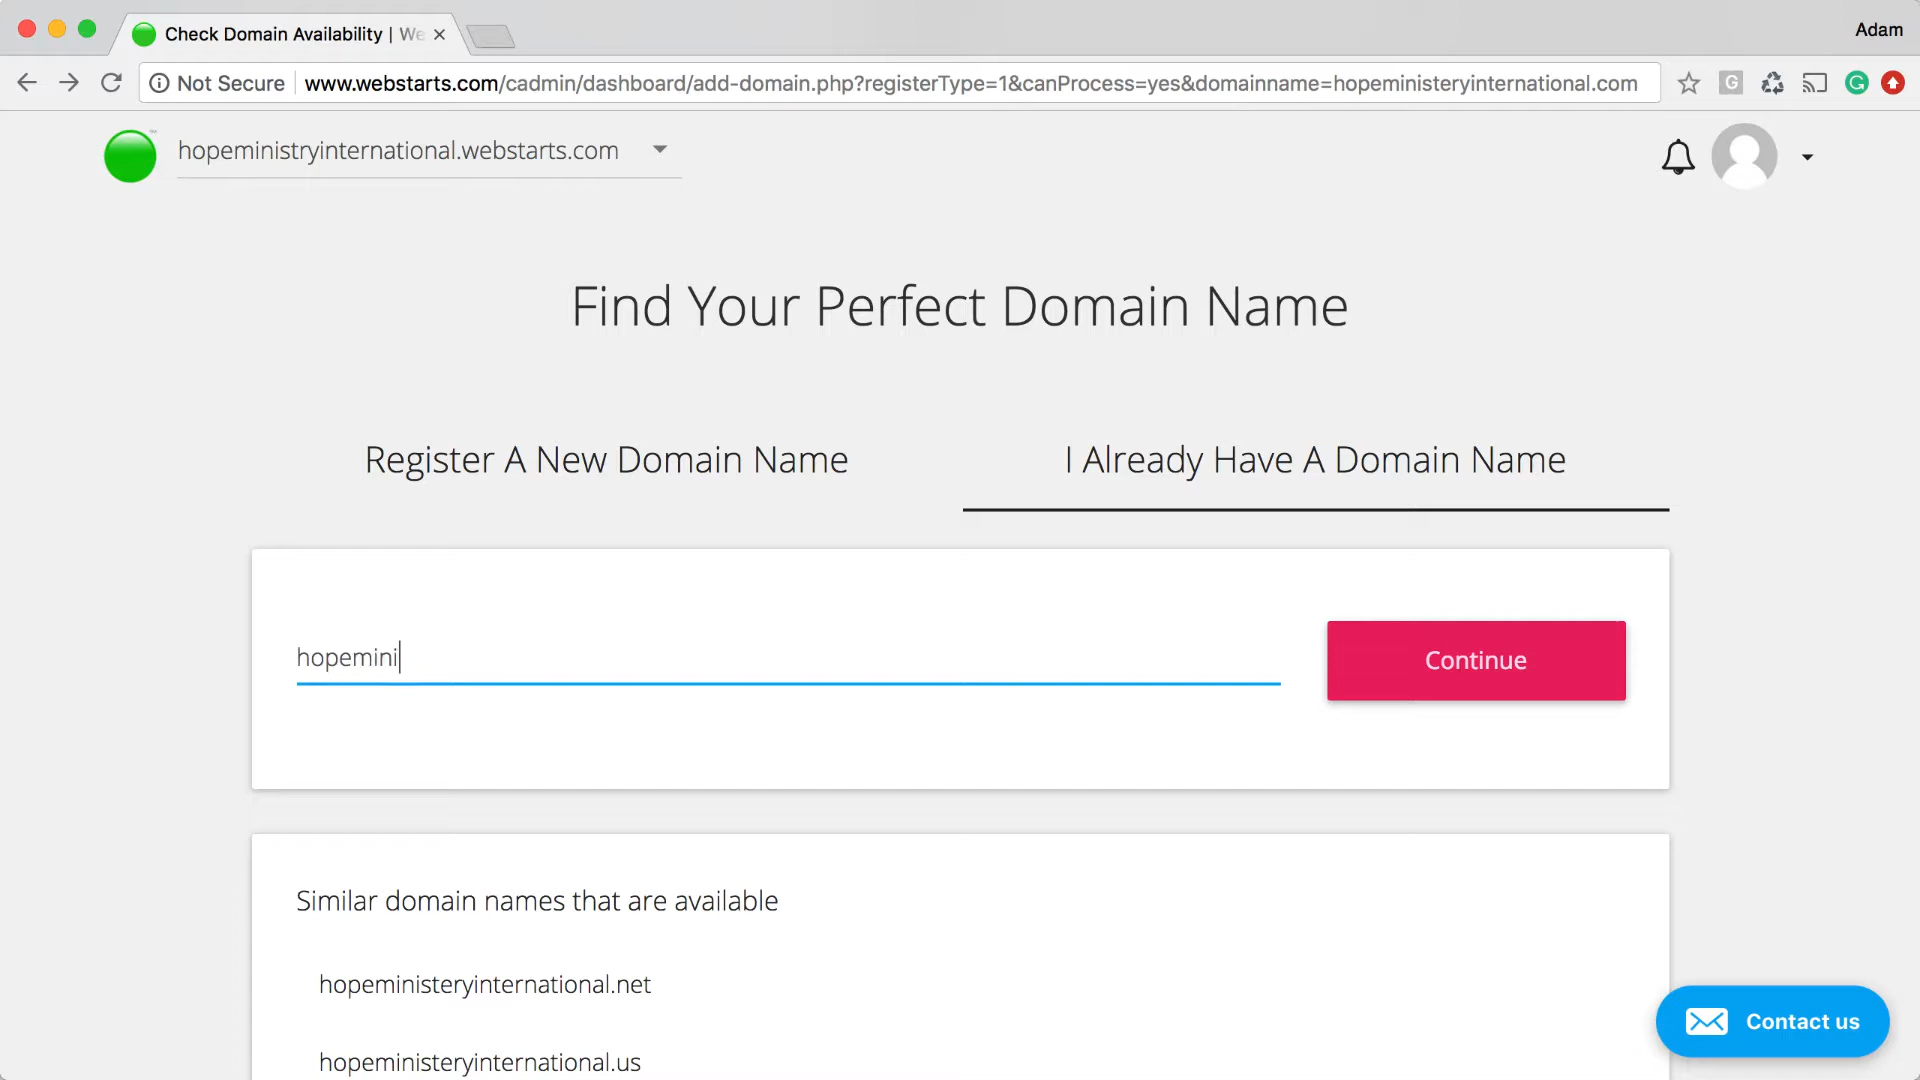 Check Domain Availability | We
Adam
Not Secure
www.webstarts.com/cadmin/dashboard/add-domain.php?registerType=1&canProcess=yes&domainname=hopeministeryinternational.com
G
G
hopeministryinternational.webstarts.com
Find Your Perfect Domain Name
Register A New Domain Name
I Already Have A Domain Name
hopemini
Continue
Similar domain names that are available
hopeministeryinternational.net
hopeministeryinternational.us
Contact us